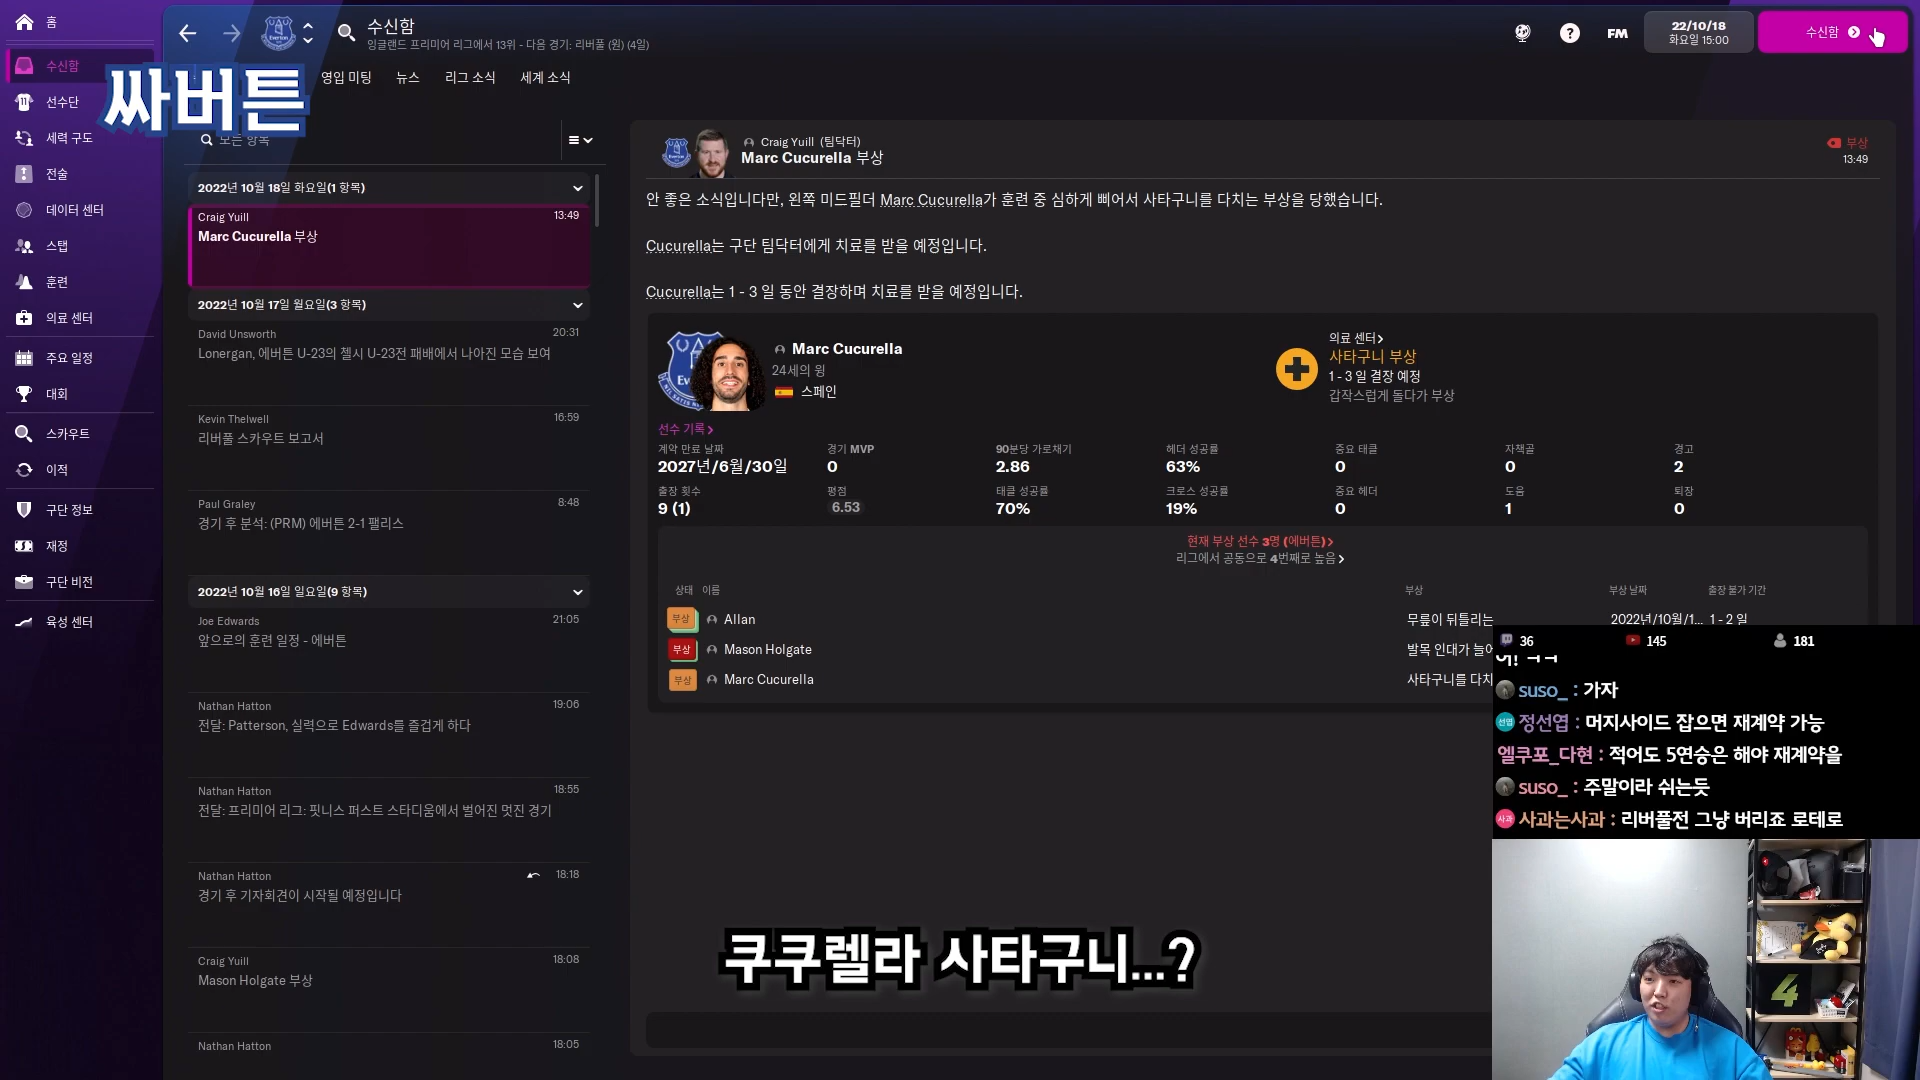 홈
수신함
선수단
세력 구도
전술
데이터 센터
스탭
훈련
의료 센터
주요 일정
대회
스카우트
이적
구단 정보
재정
구단 비전
육성 센터
싸버튼
수신함
잉글랜드 프리미어 리그에서 13위 - 다음 경기: 리버풀 (원) (4일)
FM
22/10/18
화요일 15:00
수신함
영입 미팅
뉴스
리그 소식
세계 소식
모든 항목
2022년 10월 18일 화요일(1 항목)
Craig Yuill 13:49
Marc Cucurella 부상
2022년 10월 17일 월요일(3 항목)
David Unsworth 20:31
Lonergan, 에버튼 U-23의 첼시 U-23전 패배에서 나아진 모습 보여
Kevin Thelwell 16:59
리버풀 스카우트 보고서
Paul Graley 8:48
경기 후 분석: (PRM) 에버튼 2-1 팰리스
2022년 10월 16일 일요일(9 항목)
Joe Edwards 21:05
앞으로의 훈련 일정 - 에버튼
Nathan Hatton 19:06
전달: Patterson, 실력으로 Edwards를 즐겁게 하다
Nathan Hatton 18:55
전달: 프리미어 리그: 핏니스 퍼스트 스타디움에서 벌어진 멋진 경기
Nathan Hatton 18:18
경기 후 기자회견이 시작될 예정입니다
Craig Yuill 18:08
Mason Holgate 부상
Nathan Hatton 18:05
Craig Yuill (팀닥터)
Marc Cucurella 부상
부상
13:49
안 좋은 소식입니다만, 왼쪽 미드필더 Marc Cucurella가 훈련 중 심하게 삐어서 사타구니를 다치는 부상을 당했습니다.
Cucurella는 구단 팀닥터에게 치료를 받을 예정입니다.
Cucurella는 1 - 3 일 동안 결장하며 치료를 받을 예정입니다.
Marc Cucurella
24세의 윙
스페인
의료 센터
사타구니 부상
1 - 3 일 결장 예정
갑작스럽게 돌다가 부상
선수 기록
계약 만료 날짜 경기 MVP 90분당 가로채기 헤더 성공률 중요 태클 자책골 경고
2027년/6월/30일 0 2.86 63% 0 0 2
출장 횟수 평점 태클 성공률 크로스 성공률 중요 헤더 도움 퇴장
9 (1) 6.53 70% 19% 0 1 0
현재 부상 선수 3명 (에버튼)
리그에서 공동으로 4번째로 높음
상태 이름 부상 부상 날짜 출장 불가 기간
부상 Allan 무릎이 뒤틀리는 2022년/10월/1... 1 - 2 일
부상 Mason Holgate 발목 인대가 늘어
부상 Marc Cucurella 사타구니를 다치
36 145 181
suso_ : 가자
선엽 정선엽 : 머지사이드 잡으면 재계약 가능
엘쿠포_다현 : 적어도 5연승은 해야 재계약을
suso_ : 주말이라 쉬는듯
사과 사과는사과 : 리버풀전 그냥 버리죠 로테로
쿠쿠렐라 사타구니...?
4